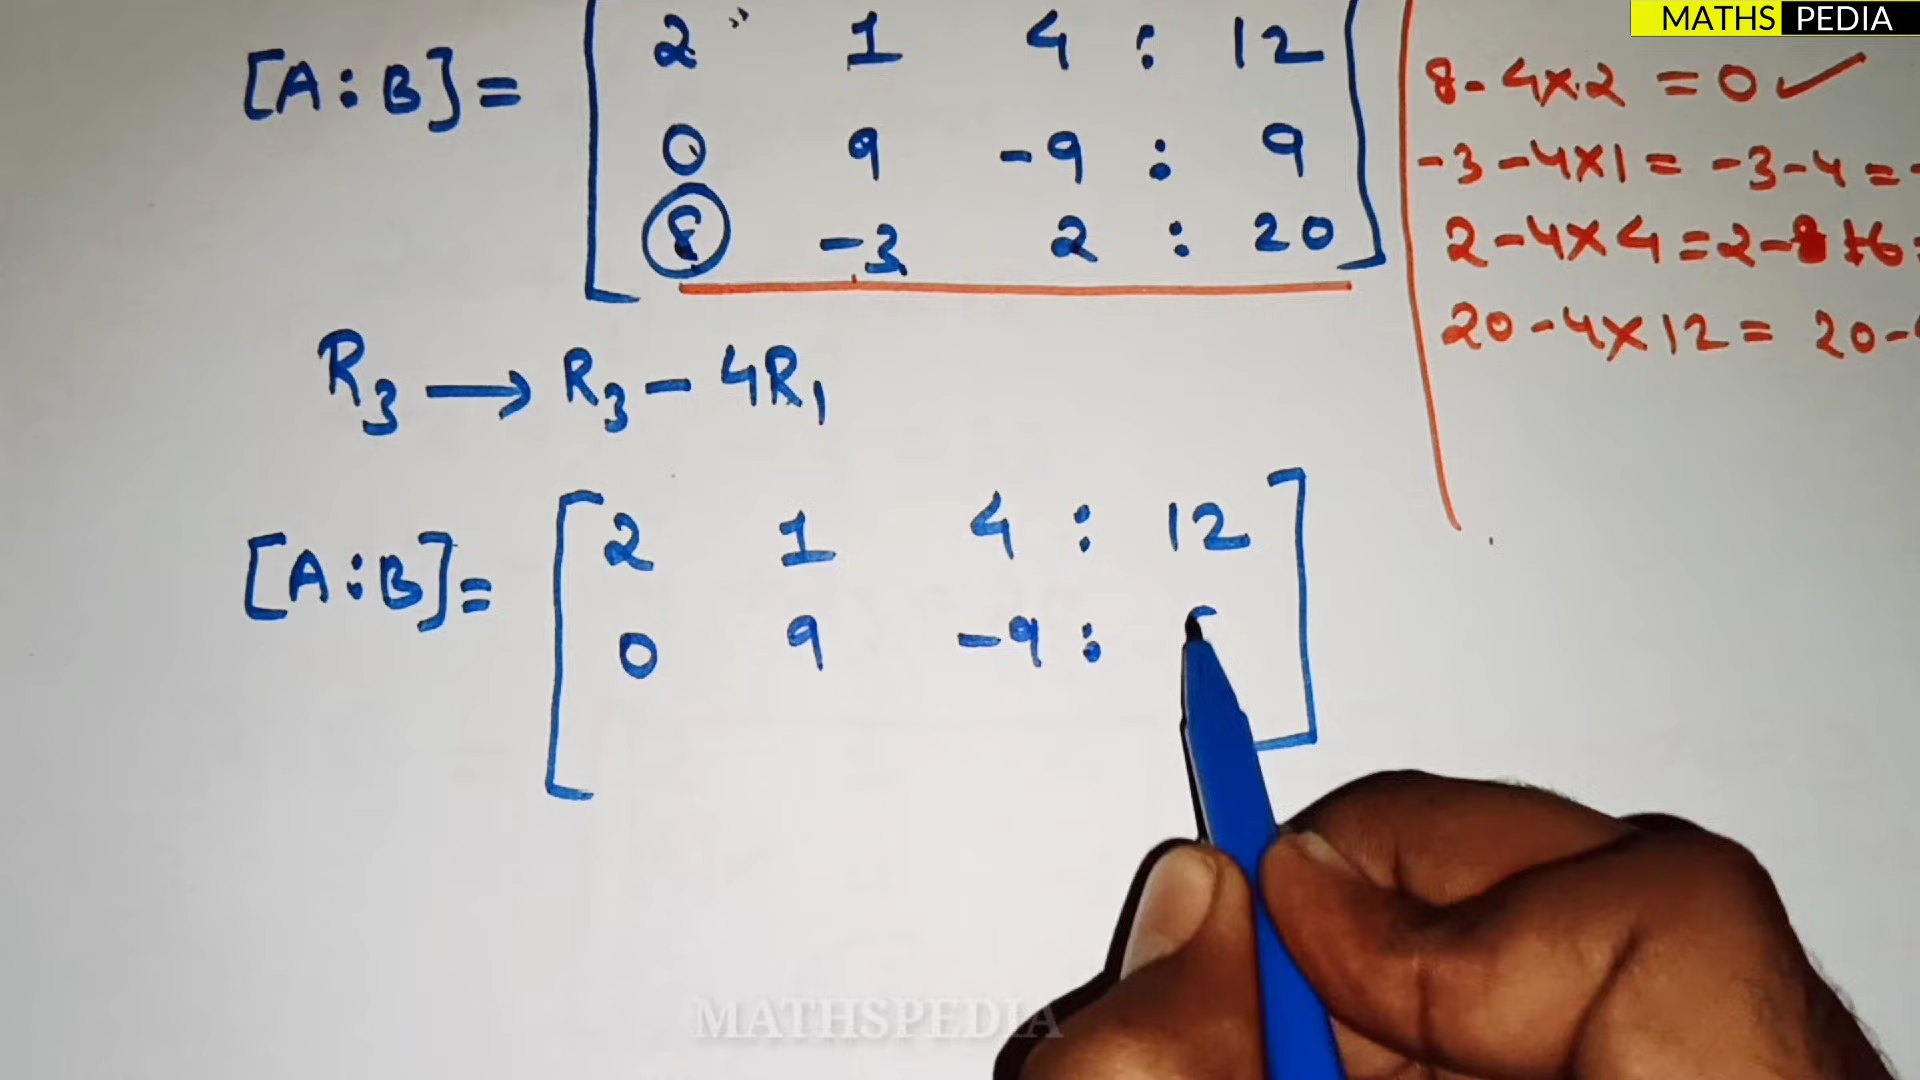 MATHS PEDIA
2 1 4 : 12
[A:B]=
0 9 -9 : 9
8 -3 2 : 20
8-4×2 = 0 ✓
-3-4×1 = -3-4 = -
2-4×4 = 2-16 =
20-4×12 = 20-
R₃ → R₃ - 4R₁
2 1 4 : 12
[A:B]=
0 9 -9 :
MATHSPEDIA